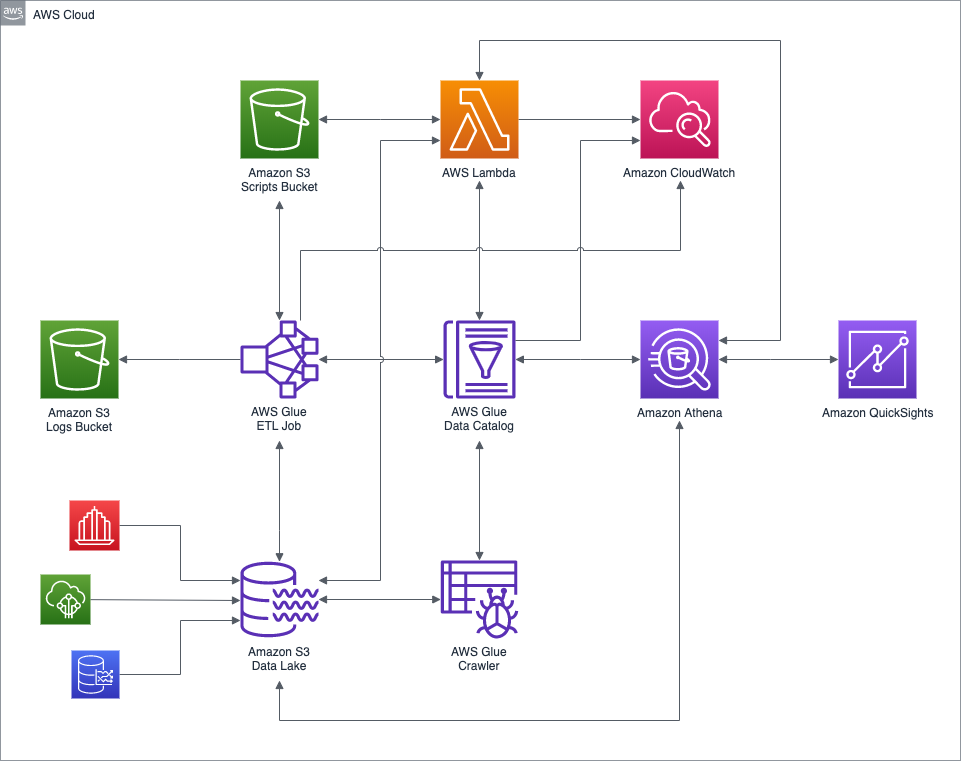 aws
AWS Cloud
Amazon S3
Scripts Bucket
AWS Lambda
Amazon CloudWatch
Amazon S3
Logs Bucket
AWS Glue
ETL Job
AWS Glue
Data Catalog
Amazon Athena
Amazon QuickSights
Amazon S3
Data Lake
AWS Glue
Crawler